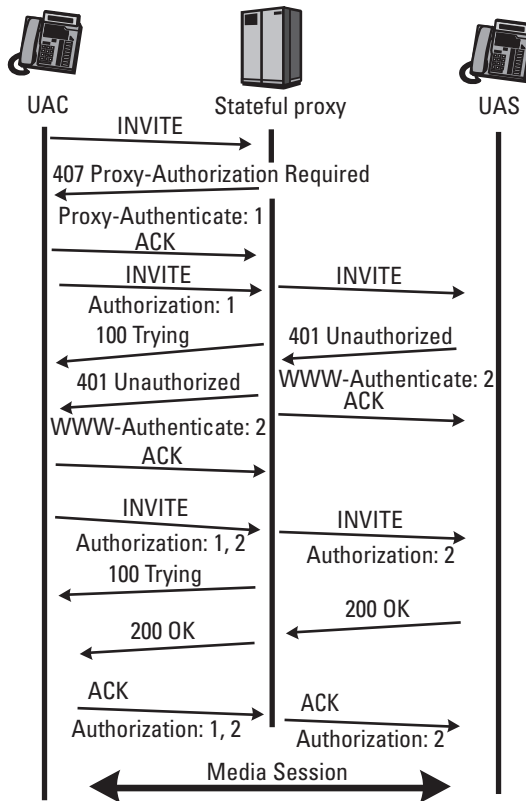 UAC
Stateful proxy
UAS
INVITE
407 Proxy-Authorization Required
Proxy-Authenticate: 1
ACK
INVITE
INVITE
Authorization: 1
100 Trying
401 Unauthorized
401 Unauthorized
WWW-Authenticate: 2
WWW-Authenticate: 2
ACK
ACK
INVITE
INVITE
Authorization: 1, 2
Authorization: 2
100 Trying
200 OK
200 OK
ACK
ACK
Authorization: 1, 2
Authorization: 2
Media Session